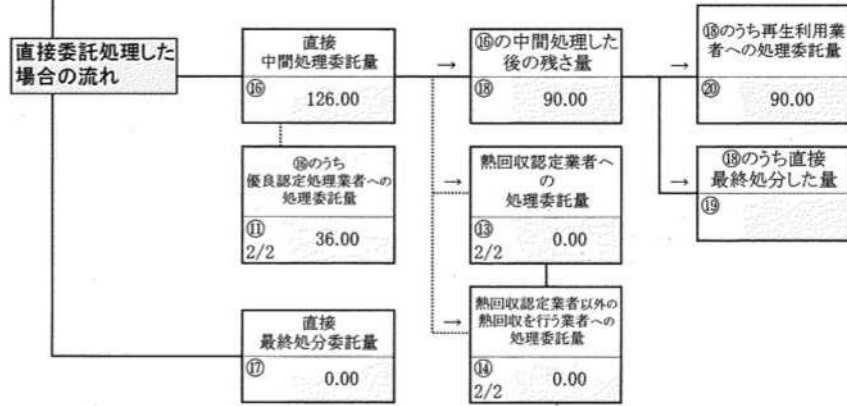 直接委託処理した
場合の流れ
直接
中間処理委託量
⑯
126.00
→
⑯の中間処理した
後の残さ量
⑱
90.00
→
⑱のうち再生利用業
者への処理委託量
⑳
90.00
⑯のうち
優良認定処理業者への
処理委託量
⑪
2/2
36.00
→
熱回収認定業者へ
の
処理委託量
⑬
2/2
0.00
→
⑱のうち直接
最終処分した量
⑲
直接
最終処分委託量
⑰
0.00
→
熱回収認定業者以外の
熱回収を行う業者への
処理委託量
⑭
2/2
0.00